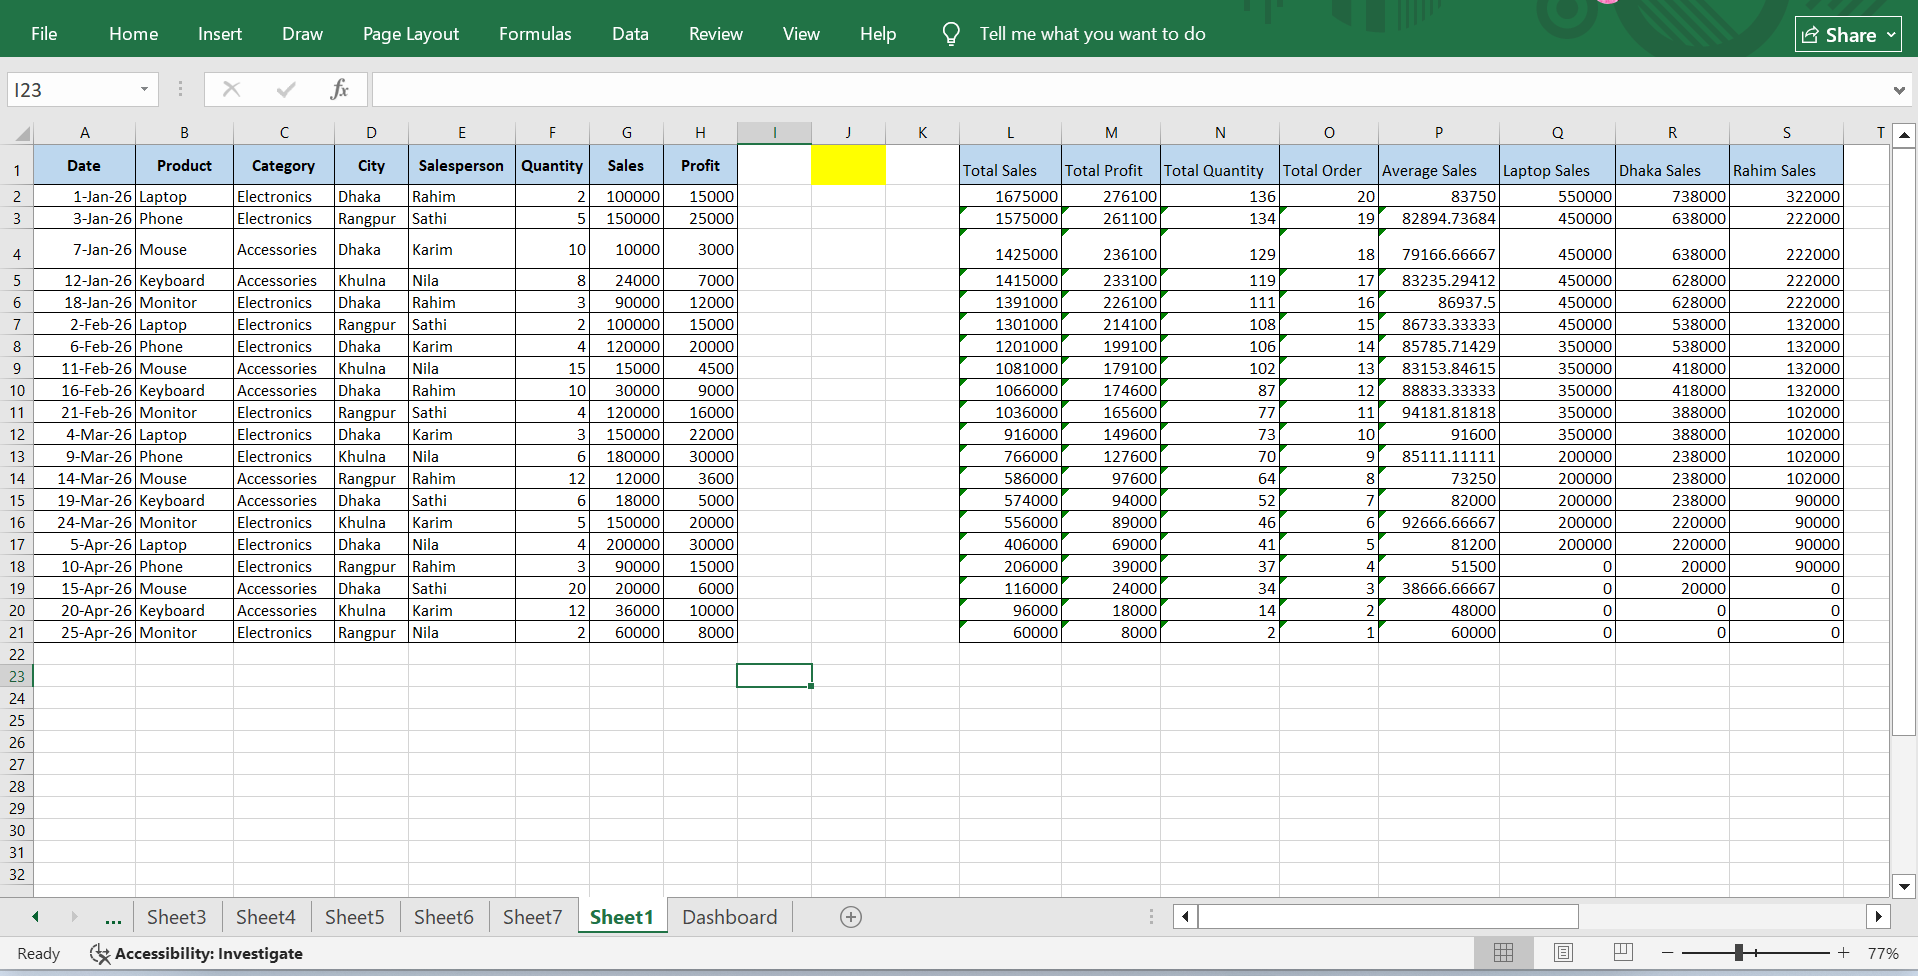 File Home Insert Draw Page Layout Formulas Data Review View Help Tell me what you want to do Share
I23 fx
A B C D E F G H I J K L M N O P Q R S T
1 Date Product Category City Salesperson Quantity Sales Profit Total Sales Total Profit Total Quantity Total Order Average Sales Laptop Sales Dhaka Sales Rahim Sales
2 1-Jan-26 Laptop Electronics Dhaka Rahim 2 100000 15000 1675000 276100 136 20 83750 550000 738000 322000
3 3-Jan-26 Phone Electronics Rangpur Sathi 5 150000 25000 1575000 261100 134 19 82894.73684 450000 638000 222000
4 7-Jan-26 Mouse Accessories Dhaka Karim 10 10000 3000 1425000 236100 129 18 79166.66667 450000 638000 222000
5 12-Jan-26 Keyboard Accessories Khulna Nila 8 24000 7000 1415000 233100 119 17 83235.29412 450000 628000 222000
6 18-Jan-26 Monitor Electronics Dhaka Rahim 3 90000 12000 1391000 226100 111 16 86937.5 450000 628000 222000
7 2-Feb-26 Laptop Electronics Rangpur Sathi 2 100000 15000 1301000 214100 108 15 86733.33333 450000 538000 132000
8 6-Feb-26 Phone Electronics Dhaka Karim 4 120000 20000 1201000 199100 106 14 85785.71429 350000 538000 132000
9 11-Feb-26 Mouse Accessories Khulna Nila 15 15000 4500 1081000 179100 102 13 83153.84615 350000 418000 132000
10 16-Feb-26 Keyboard Accessories Dhaka Rahim 10 30000 9000 1066000 174600 87 12 88833.33333 350000 418000 132000
11 21-Feb-26 Monitor Electronics Rangpur Sathi 4 120000 16000 1036000 165600 77 11 94181.81818 350000 388000 102000
12 4-Mar-26 Laptop Electronics Dhaka Karim 3 150000 22000 916000 149600 73 10 91600 350000 388000 102000
13 9-Mar-26 Phone Electronics Khulna Nila 6 180000 30000 766000 127600 70 9 85111.11111 200000 238000 102000
14 14-Mar-26 Mouse Accessories Rangpur Rahim 12 12000 3600 586000 97600 64 8 73250 200000 238000 102000
15 19-Mar-26 Keyboard Accessories Dhaka Sathi 6 18000 5000 574000 94000 52 7 82000 200000 238000 90000
16 24-Mar-26 Monitor Electronics Khulna Karim 5 150000 20000 556000 89000 46 6 92666.66667 200000 220000 90000
17 5-Apr-26 Laptop Electronics Dhaka Nila 4 200000 30000 406000 69000 41 5 81200 200000 220000 90000
18 10-Apr-26 Phone Electronics Rangpur Rahim 3 90000 15000 206000 39000 37 4 51500 0 20000 90000
19 15-Apr-26 Mouse Accessories Dhaka Sathi 20 20000 6000 116000 24000 34 3 38666.66667 0 20000 0
20 20-Apr-26 Keyboard Accessories Khulna Karim 12 36000 10000 96000 18000 14 2 48000 0 0 0
21 25-Apr-26 Monitor Electronics Rangpur Nila 2 60000 8000 60000 8000 2 1 60000 0 0 0
22
23
24
25
26
27
28
29
30
31
32
... Sheet3 Sheet4 Sheet5 Sheet6 Sheet7 Sheet1 Dashboard
Ready Accessibility: Investigate 77%